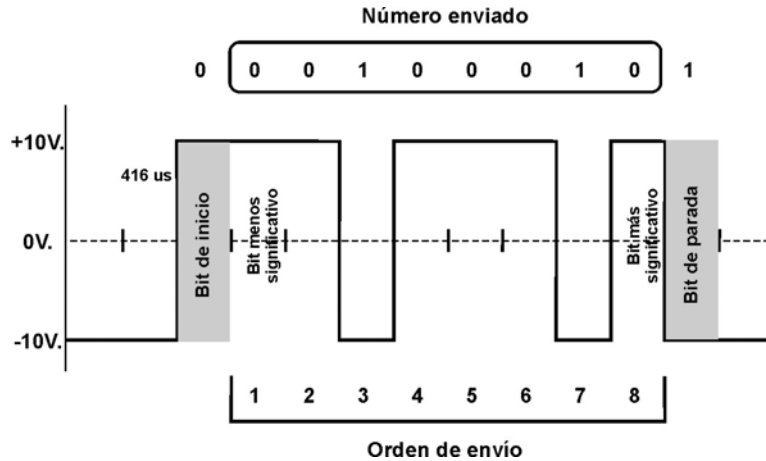 Número enviado
0 0 0 1 0 0 0 1 0 1
+10V.
416 us
0V.
-10V.
Bit de inicio
Bit menos
significativo
Bit más
significativo
Bit de parada
1 2 3 4 5 6 7 8
Orden de envío